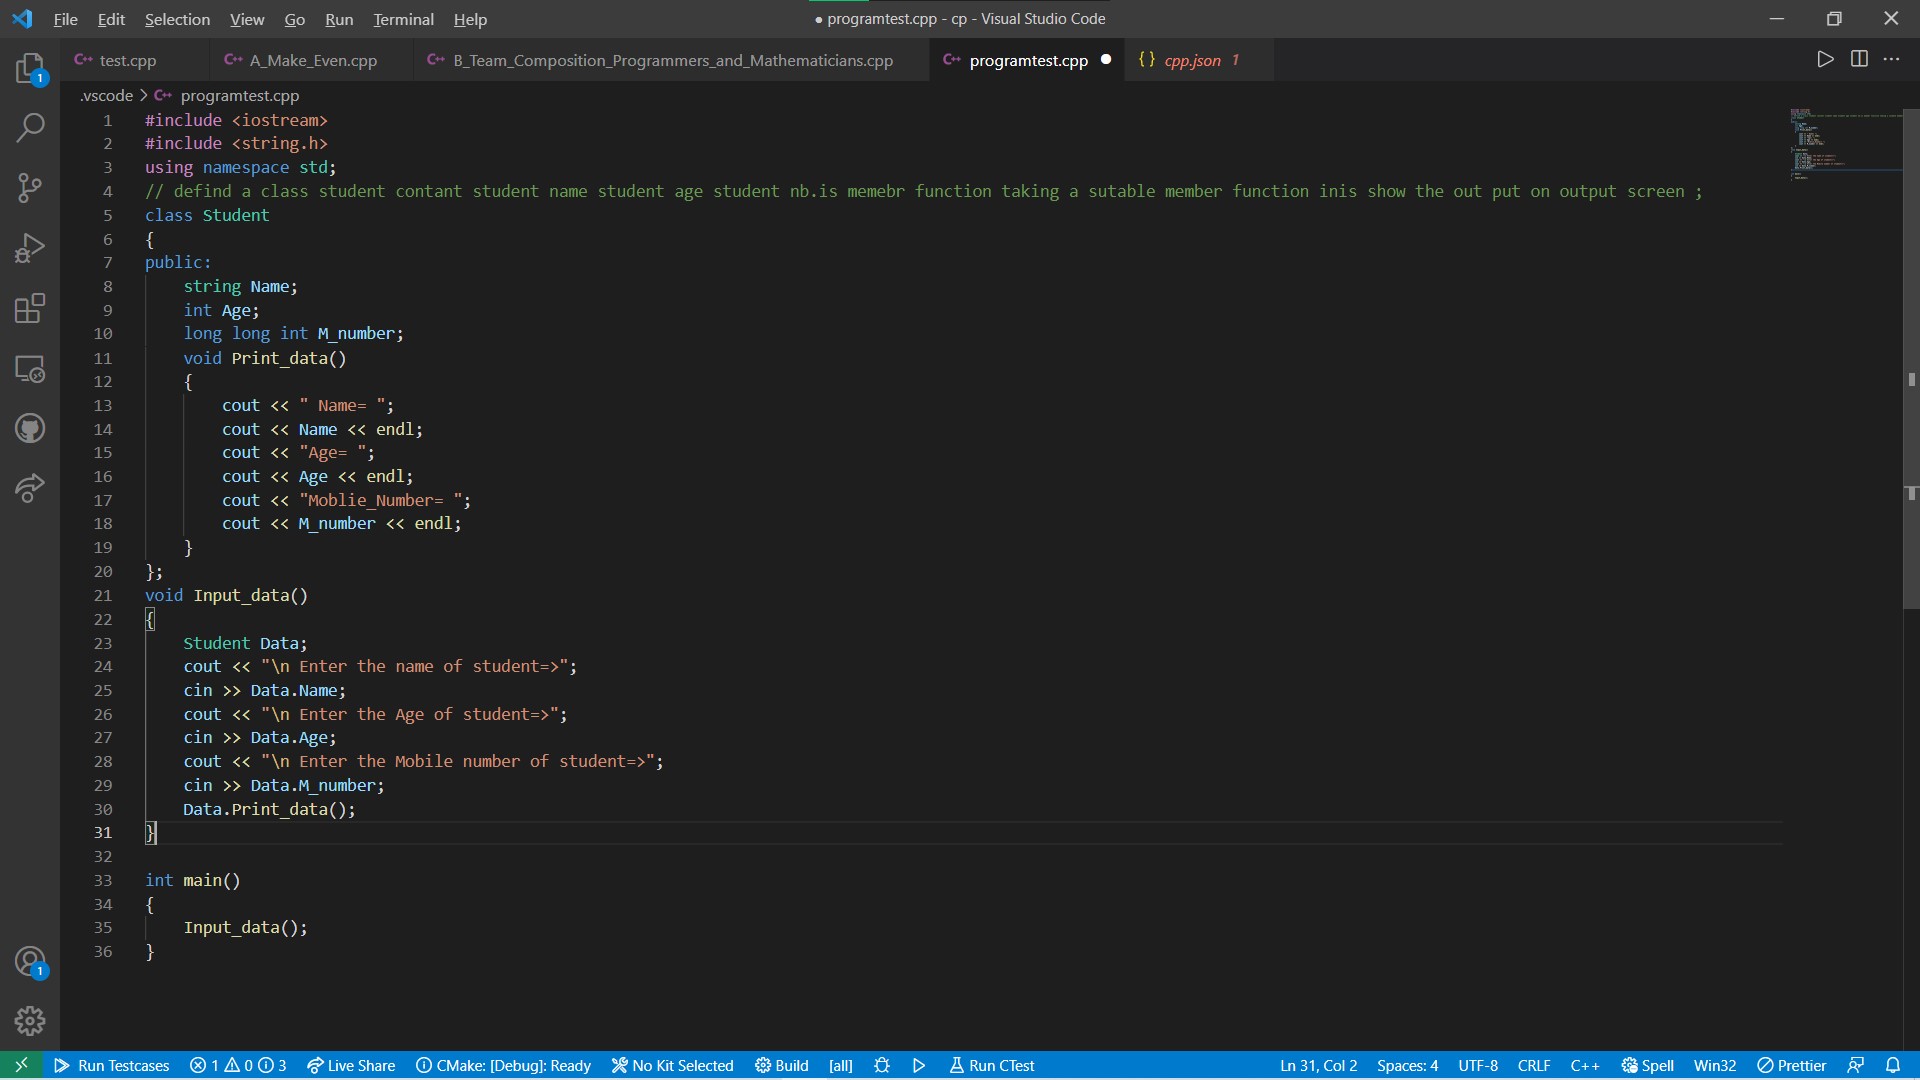 File Edit Selection View Go Run Terminal Help
● programtest.cpp - cp - Visual Studio Code
C++ test.cpp C++ A_Make_Even.cpp C++ B_Team_Composition_Programmers_and_Mathematicians.cpp C++ programtest.cpp ● {} cpp.json 1
1
.vscode > C++ programtest.cpp
1 #include <iostream>
2 #include <string.h>
3 using namespace std;
4 // defind a class student contant student name student age student nb.is memebr function taking a sutable member function inis show the out put on output screen ;
5 class Student
6 {
7 public:
8     string Name;
9     int Age;
10     long long int M_number;
11     void Print_data()
12     {
13         cout << " Name= ";
14         cout << Name << endl;
15         cout << "Age= ";
16         cout << Age << endl;
17         cout << "Moblie_Number= ";
18         cout << M_number << endl;
19     }
20 };
21 void Input_data()
22 {
23     Student Data;
24     cout << "\n Enter the name of student=>";
25     cin >> Data.Name;
26     cout << "\n Enter the Age of student=>";
27     cin >> Data.Age;
28     cout << "\n Enter the Mobile number of student=>";
29     cin >> Data.M_number;
30     Data.Print_data();
31 }
32
33 int main()
34 {
35     Input_data();
36 }
1
Run Testcases 1 0 3 Live Share CMake: [Debug]: Ready No Kit Selected Build [all] Run CTest Ln 31, Col 2 Spaces: 4 UTF-8 CRLF C++ Spell Win32 Prettier